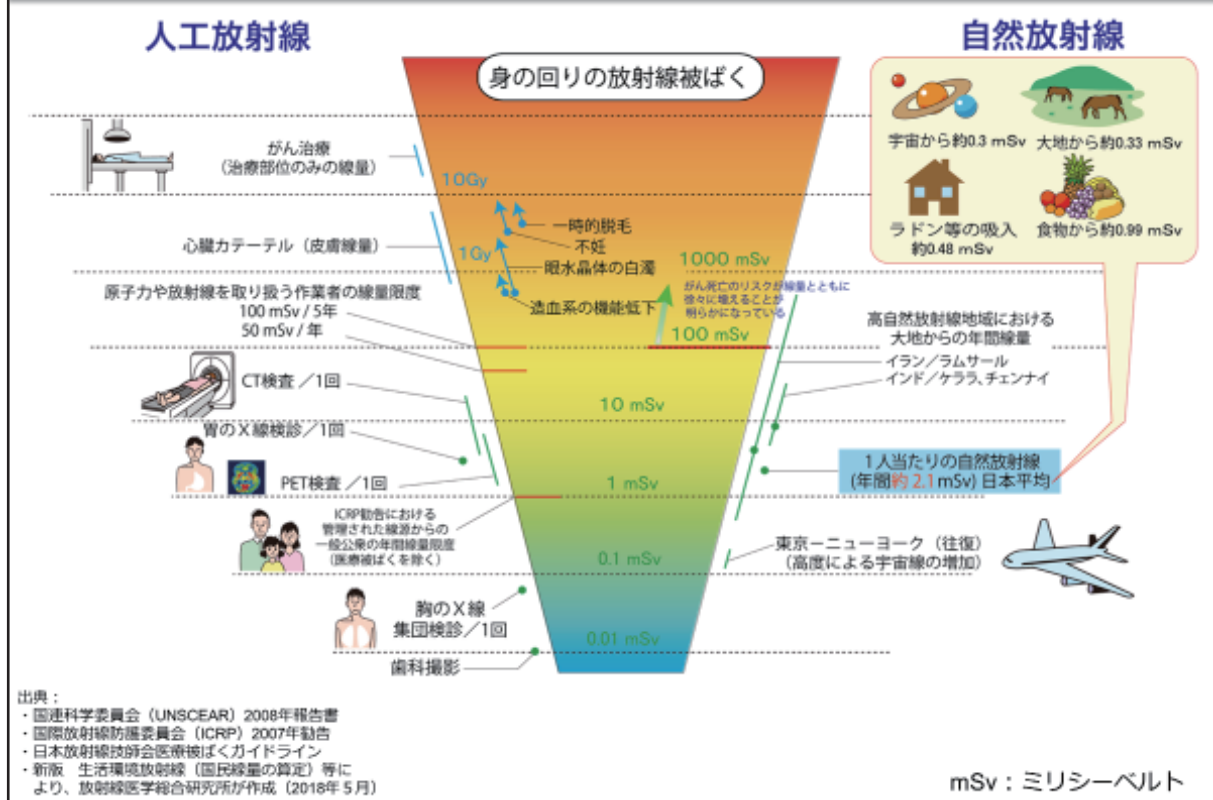 人工放射線
自然放射線
身の回りの放射線被ばく
がん治療
(治療部位のみの線量)
10Gy
心臓カテーテル(皮膚線量)
1Gy
一時的脱毛
不妊
眼水晶体の白濁
造血系の機能低下
原子力や放射線を取り扱う作業者の線量限度
100 mSv / 5年
50 mSv / 年
CT検査 /1回
胃のX線検診/1回
PET検査 /1回
ICRP勧告における
管理された線源からの
一般公衆の年間線量限度
(医療被ばくを除く)
胸のX線
集団検診/1回
歯科撮影
1000 mSv
がん死亡のリスクが線量とともに
徐々に増えることが
明らかになっている
100 mSv
10 mSv
1 mSv
0.1 mSv
0.01 mSv
宇宙から約0.3 mSv
大地から約0.33 mSv
ラドン等の吸入
約0.48 mSv
食物から約0.99 mSv
高自然放射線地域における
大地からの年間線量
イラン/ラムサール
インド/ケララ、チェンナイ
1人当たりの自然放射線
(年間約 2.1mSv) 日本平均
東京ーニューヨーク(往復)
(高度による宇宙線の増加)
出典:
・国連科学委員会(UNSCEAR)2008年報告書
・国際放射線防護委員会(ICRP)2007年勧告
・日本放射線技師会医療被ばくガイドライン
・新版 生活環境放射線(国民線量の算定)等に
より、放射線医学総合研究所が作成(2018年5月)
mSv:ミリシーベルト